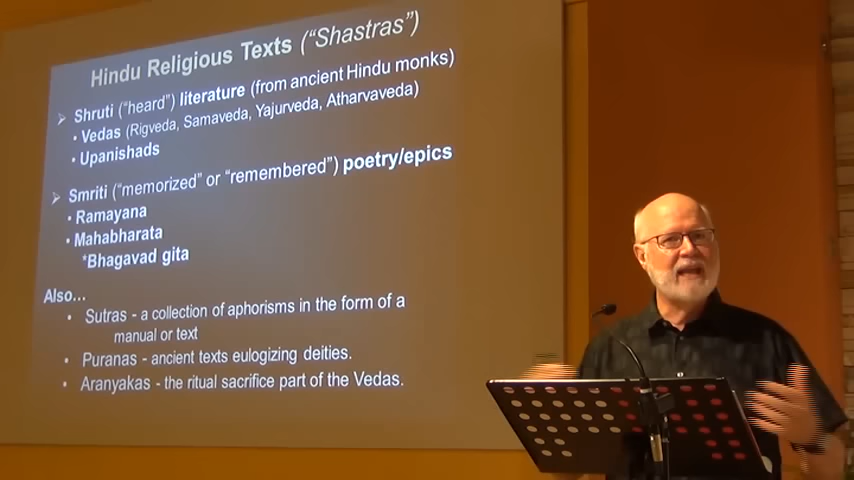 Hindu Religious Texts ("Shastras")
➢ Shruti ("heard") literature (from ancient Hindu monks)
• Vedas (Rigveda, Samaveda, Yajurveda, Atharvaveda)
• Upanishads
➢ Smriti ("memorized" or "remembered") poetry/epics
• Ramayana
• Mahabharata
*Bhagavad gita
Also...
• Sutras - a collection of aphorisms in the form of a
manual or text
• Puranas - ancient texts eulogizing deities.
• Aranyakas - the ritual sacrifice part of the Vedas.